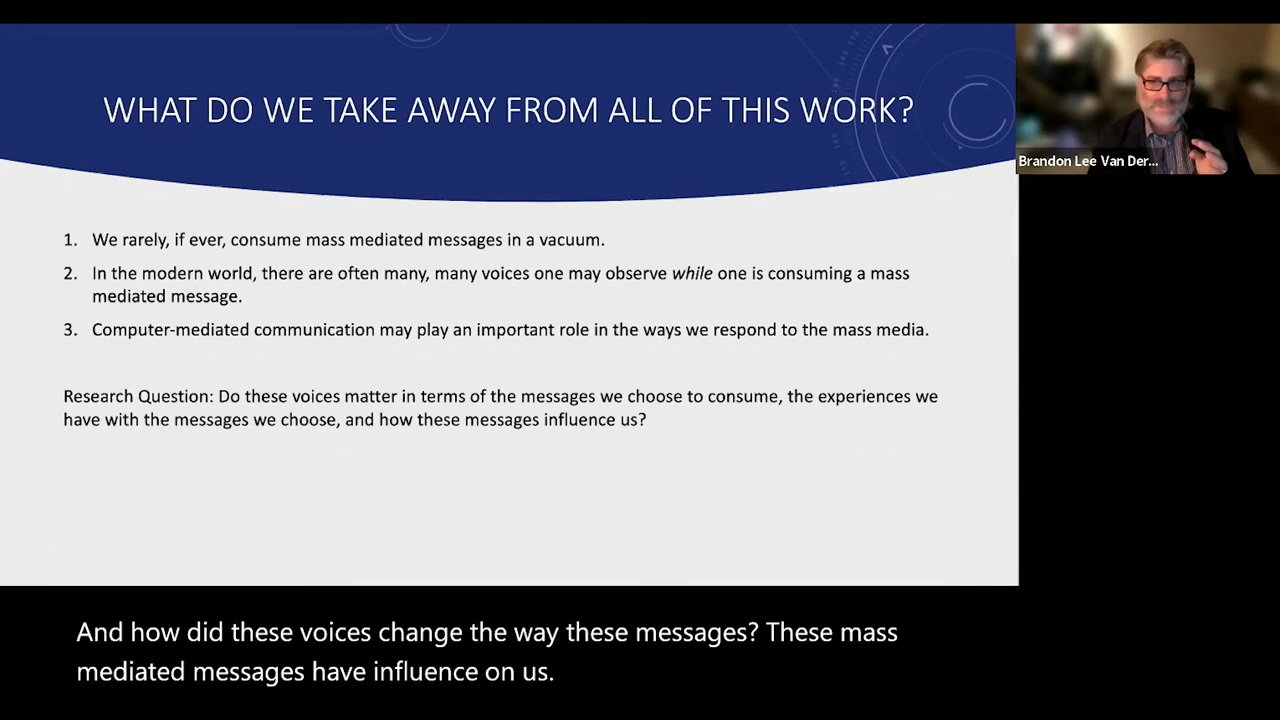 WHAT DO WE TAKE AWAY FROM ALL OF THIS WORK?
Brandon Lee Van Der...
1. We rarely, if ever, consume mass mediated messages in a vacuum.
2. In the modern world, there are often many, many voices one may observe while one is consuming a mass
mediated message.
3. Computer-mediated communication may play an important role in the ways we respond to the mass media.
Research Question: Do these voices matter in terms of the messages we choose to consume, the experiences we
have with the messages we choose, and how these messages influence us?
And how did these voices change the way these messages? These mass
mediated messages have influence on us.